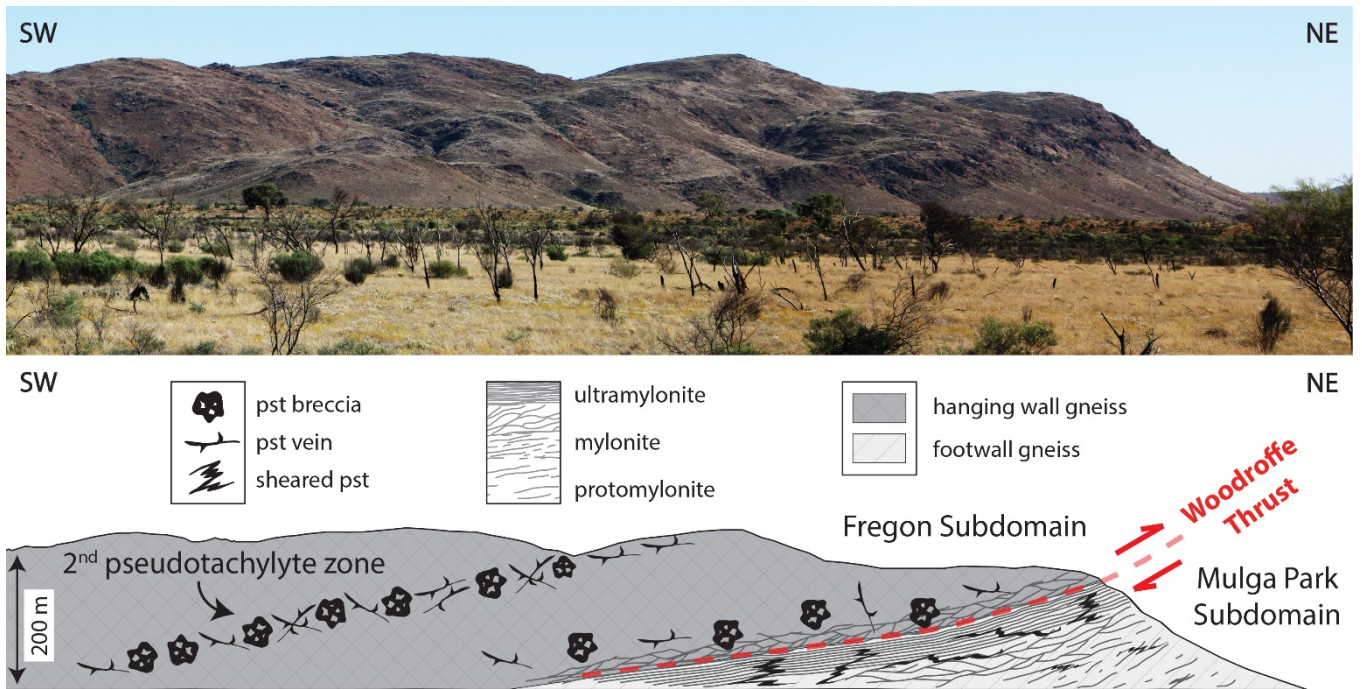 SW
NE
SW
NE
pst breccia
pst vein
sheared pst
ultramylonite
mylonite
protomylonite
hanging wall gneiss
footwall gneiss
Woodroffe
Thrust
Fregon Subdomain
2nd pseudotachylyte zone
Mulga Park
Subdomain
200 m